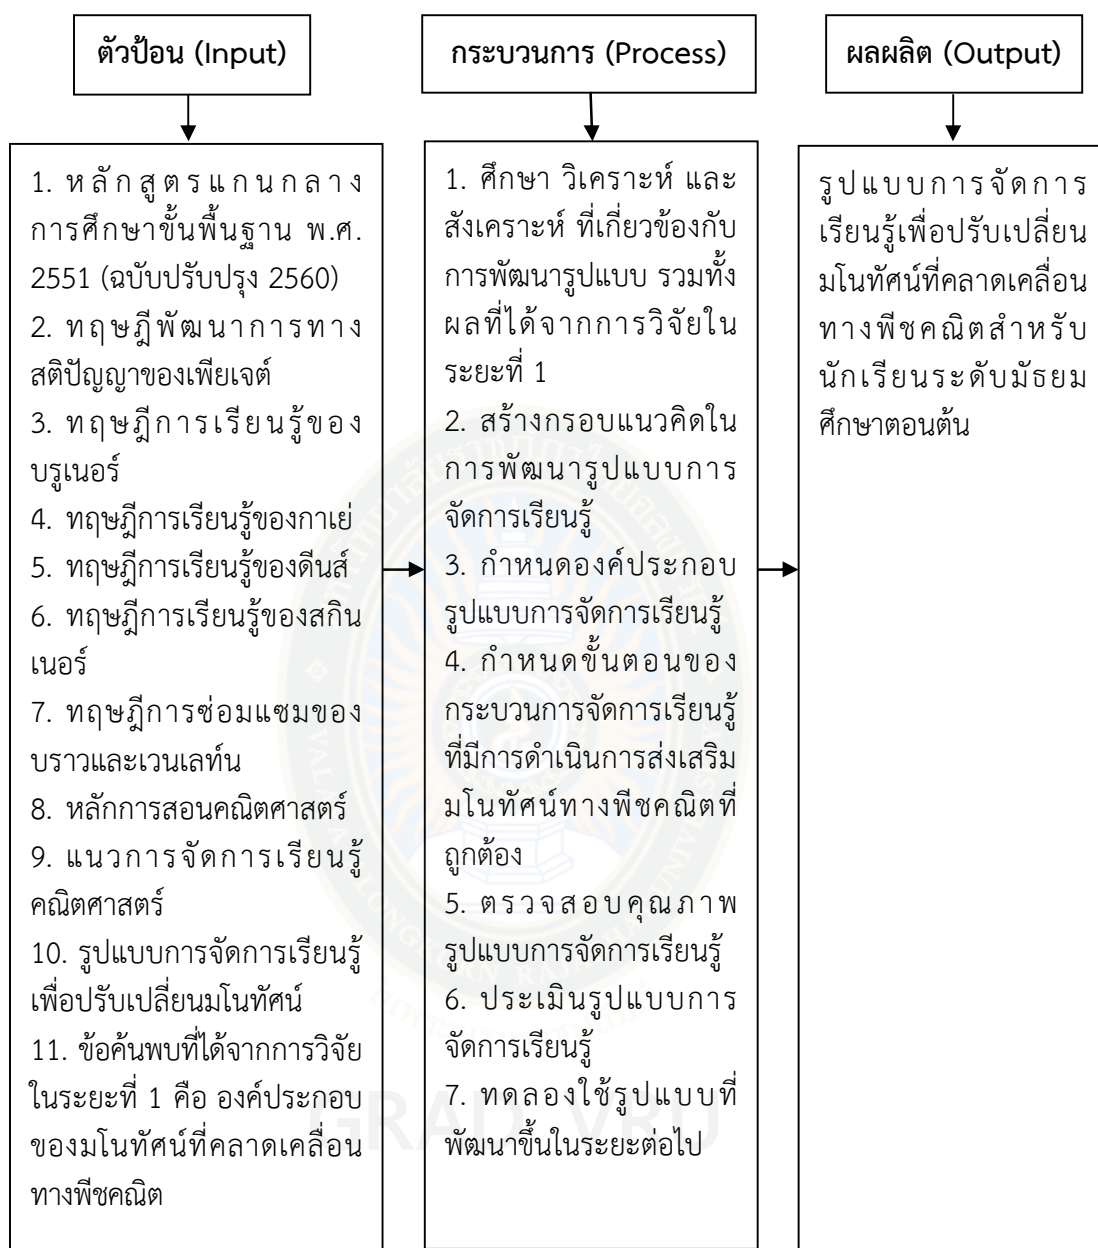 ตัวป้อน (Input)
กระบวนการ (Process)
ผลผลิต (Output)
1. หลักสูตรแกนกลาง
การศึกษาขั้นพื้นฐาน พ.ศ.
2551 (ฉบับปรับปรุง 2560)
2. ทฤษฎีพัฒนาการทาง
สติปัญญาของเพียเจต์
3. ทฤษฎีการเรียนรู้ของ
บรูเนอร์
4. ทฤษฎีการเรียนรู้ของกาเย่
5. ทฤษฎีการเรียนรู้ของดีนส์
6. ทฤษฎีการเรียนรู้ของสกิน
เนอร์
7. ทฤษฎีการซ่อมแซมของ
บราวและเวนเลท์น
8. หลักการสอนคณิตศาสตร์
9. แนวการจัดการเรียนรู้
คณิตศาสตร์
10. รูปแบบการจัดการเรียนรู้
เพื่อปรับเปลี่ยนมโนทัศน์
11. ข้อค้นพบที่ได้จากการวิจัย
ในระยะที่ 1 คือ องค์ประกอบ
ของมโนทัศน์ที่คลาดเคลื่อน
ทางพีชคณิต
1. ศึกษา วิเคราะห์ และ
สังเคราะห์ ที่เกี่ยวข้องกับ
การพัฒนารูปแบบ รวมทั้ง
ผลที่ได้จากการวิจัยใน
ระยะที่ 1
2. สร้างกรอบแนวคิดใน
การพัฒนารูปแบบการ
จัดการเรียนรู้
3. กำหนดองค์ประกอบ
รูปแบบการจัดการเรียนรู้
4. กำหนดขั้นตอนของ
กระบวนการจัดการเรียนรู้
ที่มีการดำเนินการส่งเสริม
มโนทัศน์ทางพีชคณิตที่
ถูกต้อง
5. ตรวจสอบคุณภาพ
รูปแบบการจัดการเรียนรู้
6. ประเมินรูปแบบการ
จัดการเรียนรู้
7. ทดลองใช้รูปแบบที่
พัฒนาขึ้นในระยะต่อไป
รูปแบบการจัดการ
เรียนรู้เพื่อปรับเปลี่ยน
มโนทัศน์ที่คลาดเคลื่อน
ทางพีชคณิตสำหรับ
นักเรียนระดับมัธยม
ศึกษาตอนต้น
GRAD VRU